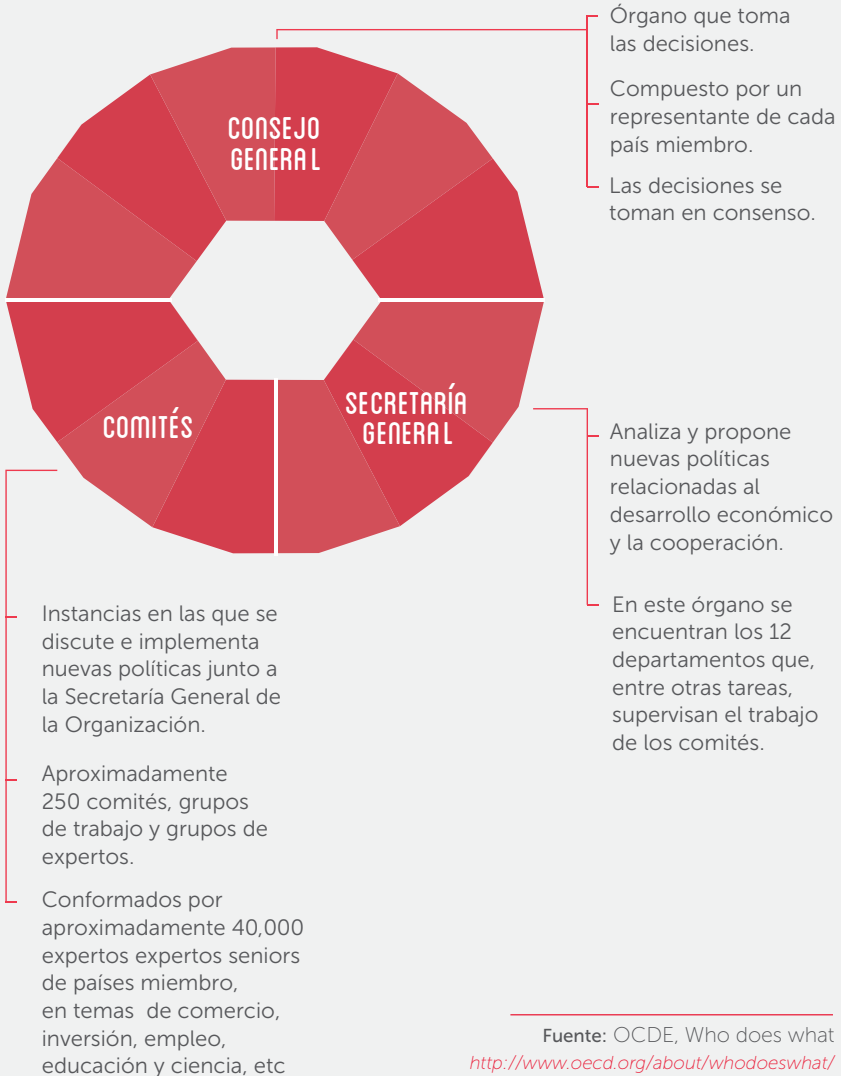 CONSEJO
GENERAL
Órgano que toma
las decisiones.
Compuesto por un
representante de cada
país miembro.
Las decisiones se
toman en consenso.
SECRETARÍA
GENERAL
Analiza y propone
nuevas políticas
relacionadas al
desarrollo económico
y la cooperación.
En este órgano se
encuentran los 12
departamentos que,
entre otras tareas,
supervisan el trabajo
de los comités.
COMITÉS
Instancias en las que se
discute e implementa
nuevas políticas junto a
la Secretaría General de
la Organización.
Aproximadamente
250 comités, grupos
de trabajo y grupos de
expertos.
Conformados por
aproximadamente 40,000
expertos expertos seniors
de países miembro,
en temas de comercio,
inversión, empleo,
educación y ciencia, etc
Fuente: OCDE, Who does what
http://www.oecd.org/about/whodoeswhat/